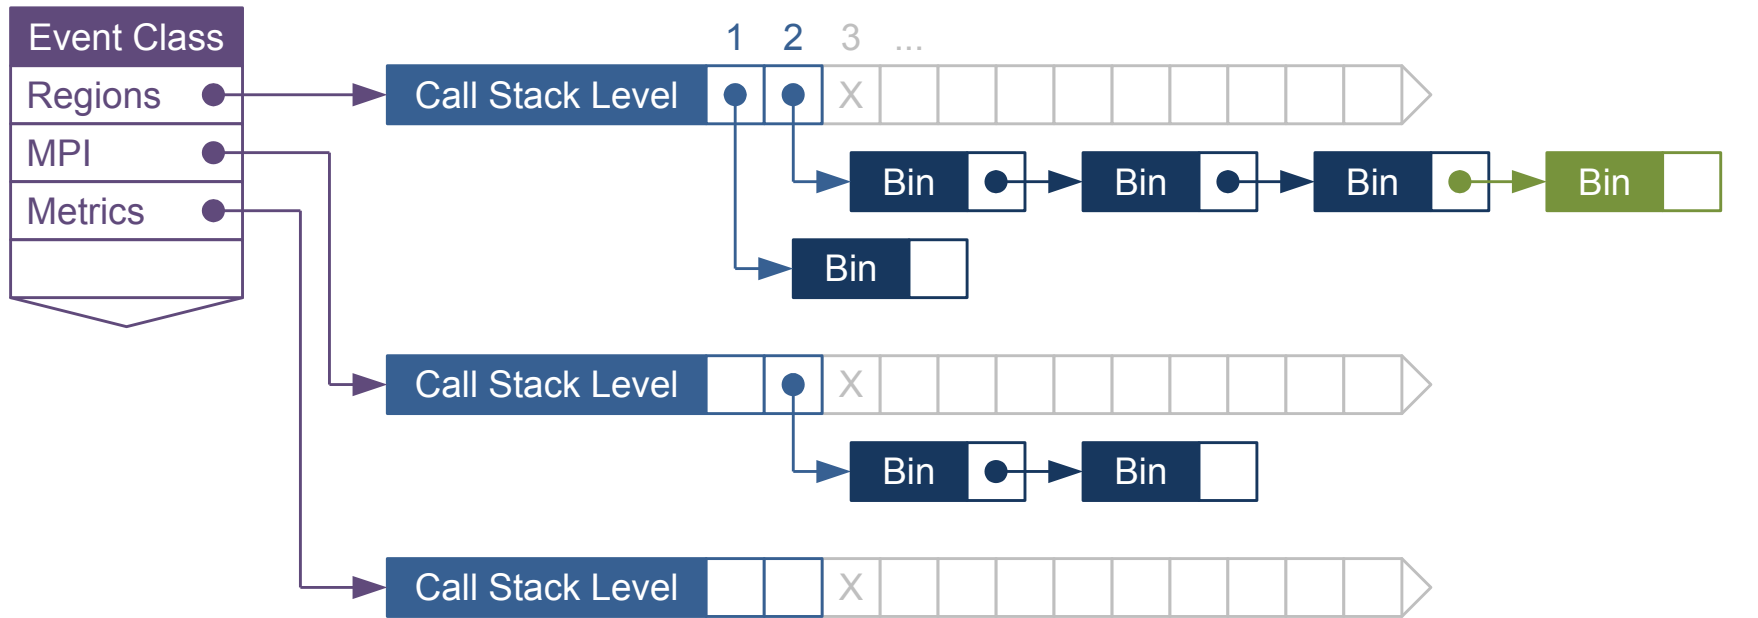 Event Class
Regions
MPI
Metrics
1 2 3 ...
Call Stack Level X
Bin Bin Bin Bin
Bin
Call Stack Level X
Bin Bin
Call Stack Level X